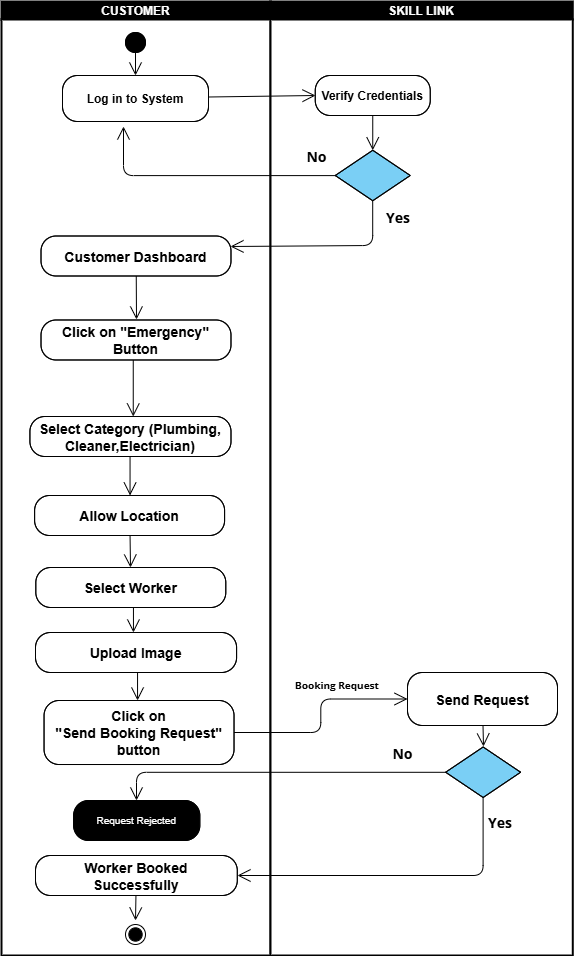 CUSTOMER
SKILL LINK
Log in to System
Verify Credentials
No
Yes
Customer Dashboard
Click on "Emergency"
Button
Select Category (Plumbing,
Cleaner,Electrician)
Allow Location
Select Worker
Upload Image
Booking Request
Click on
"Send Booking Request"
button
Send Request
No
Request Rejected
Yes
Worker Booked
Successfully